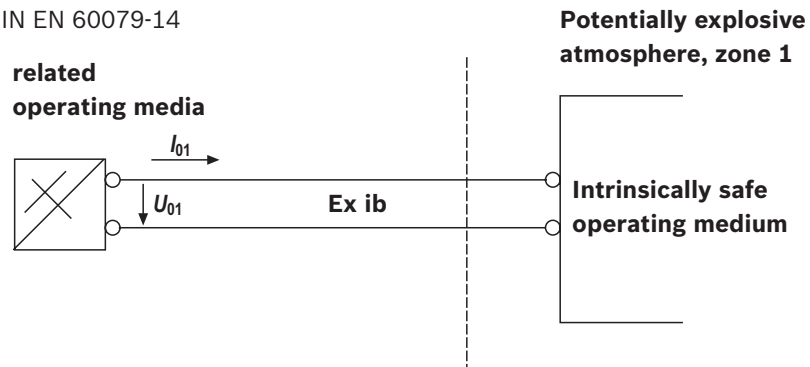 IN EN 60079-14
Potentially explosive
atmosphere, zone 1
related
operating media
I01
U01
Ex ib
Intrinsically safe
operating medium